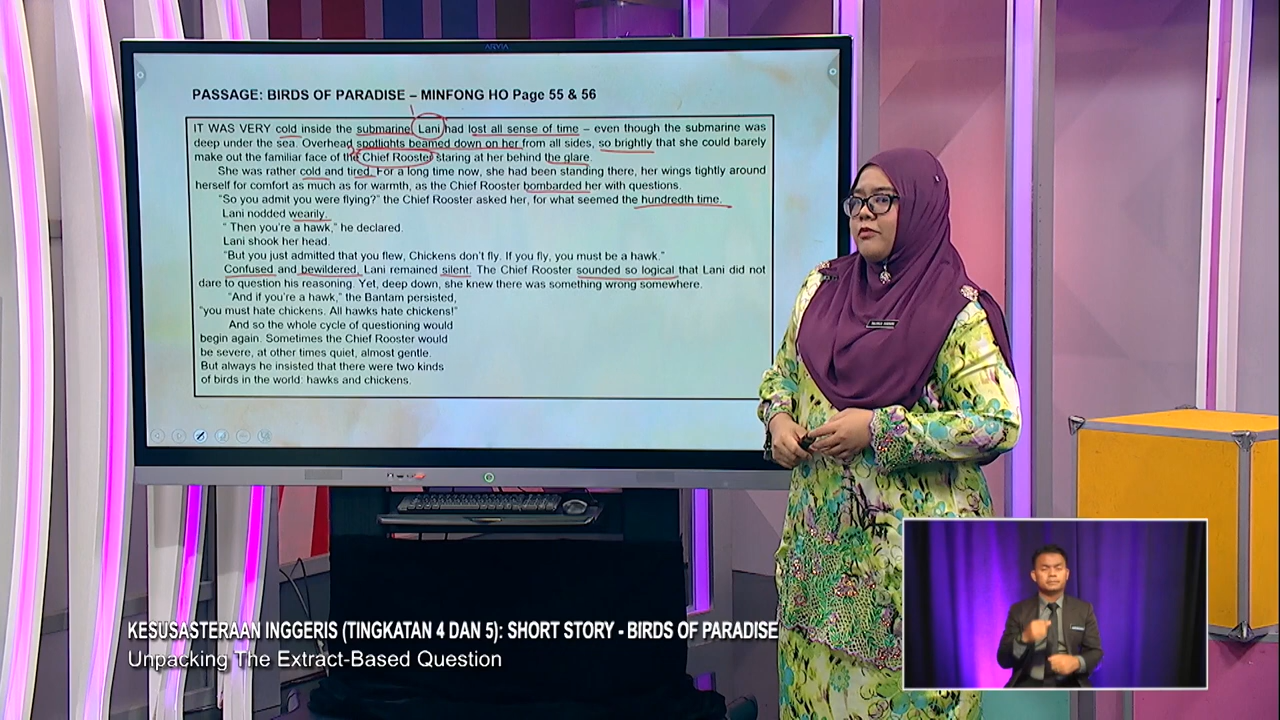 ARVIA
PASSAGE: BIRDS OF PARADISE – MINFONG HO Page 55 & 56
IT WAS VERY cold inside the submarine. Lani had lost all sense of time – even though the submarine was
deep under the sea. Overhead spotlights beamed down on her from all sides, so brightly that she could barely
make out the familiar face of the Chief Rooster staring at her behind the glare.
She was rather cold and tired. For a long time now, she had been standing there, her wings tightly around
herself for comfort as much as for warmth, as the Chief Rooster bombarded her with questions.
“So you admit you were flying?” the Chief Rooster asked her, for what seemed the hundredth time.
Lani nodded wearily.
“ Then you’re a hawk,” he declared.
Lani shook her head.
“But you just admitted that you flew, Chickens don’t fly. If you fly, you must be a hawk.”
Confused and bewildered, Lani remained silent. The Chief Rooster sounded so logical that Lani did not
dare to question his reasoning. Yet, deep down, she knew there was something wrong somewhere.
“And if you’re a hawk,” the Bantam persisted,
“you must hate chickens. All hawks hate chickens!”
And so the whole cycle of questioning would
begin again. Sometimes the Chief Rooster would
be severe, at other times quiet, almost gentle.
But always he insisted that there were two kinds
of birds in the world: hawks and chickens.
KESUSASTERAAN INGGERIS (TINGKATAN 4 DAN 5): SHORT STORY - BIRDS OF PARADISE
Unpacking The Extract-Based Question